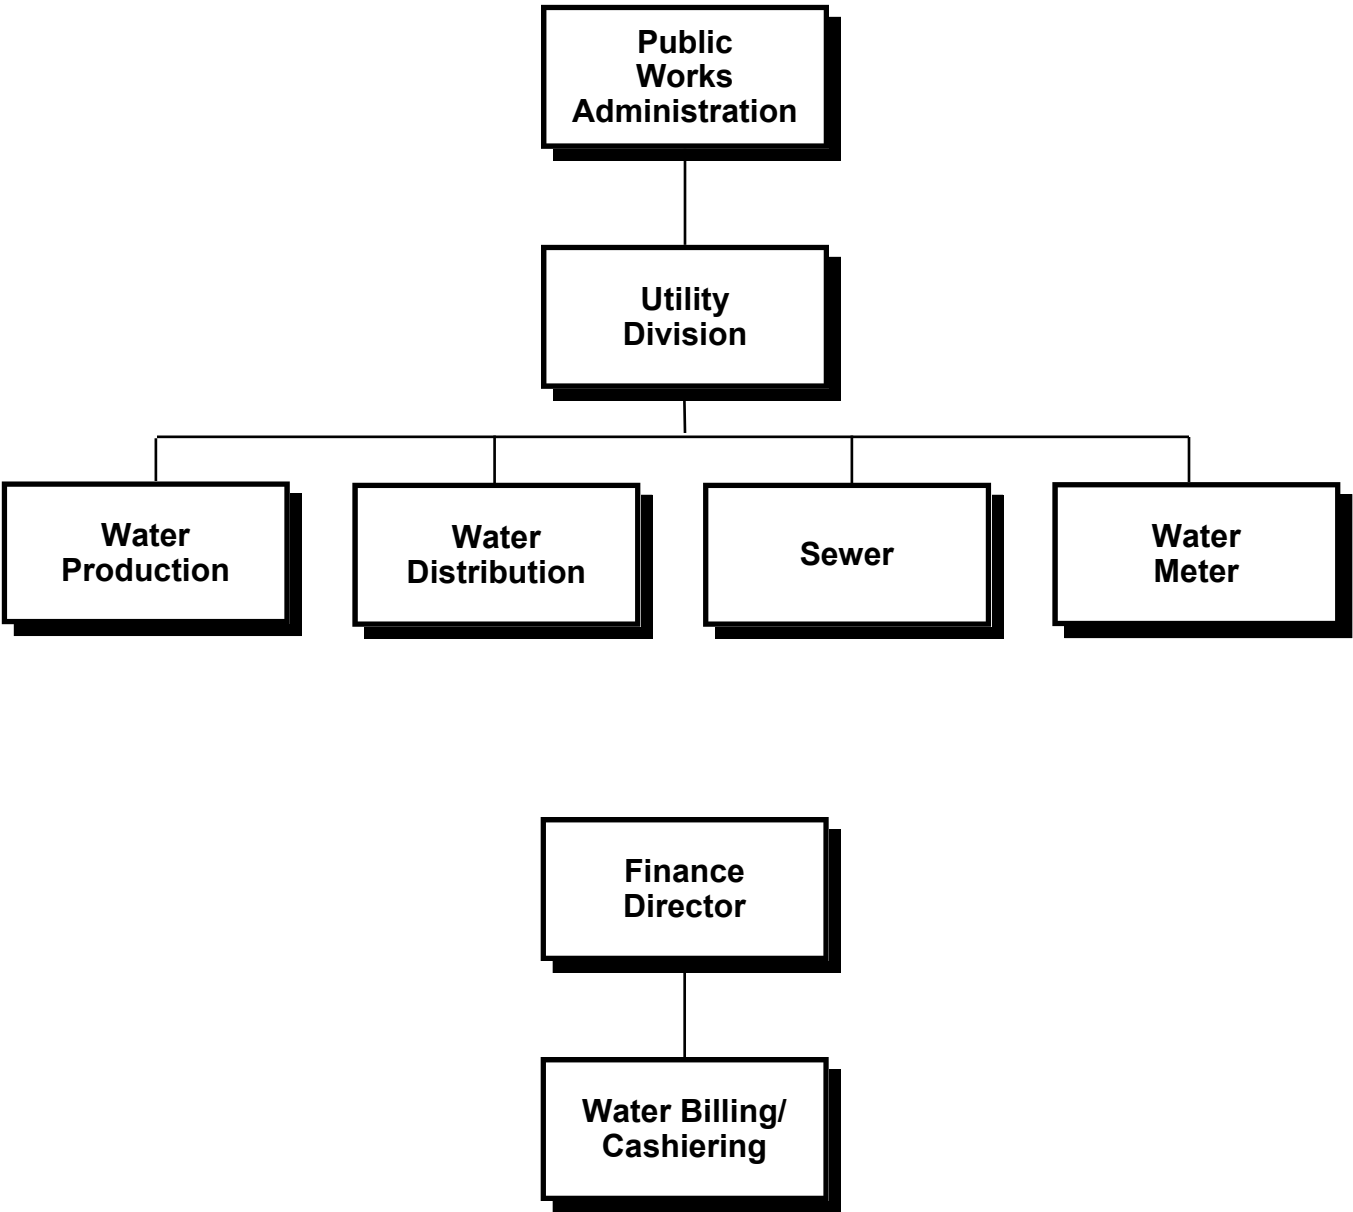 Public
Works
Administration
Utility
Division
Water
Production
Water
Distribution
Sewer
Water
Meter
Finance
Director
Water Billing/
Cashiering